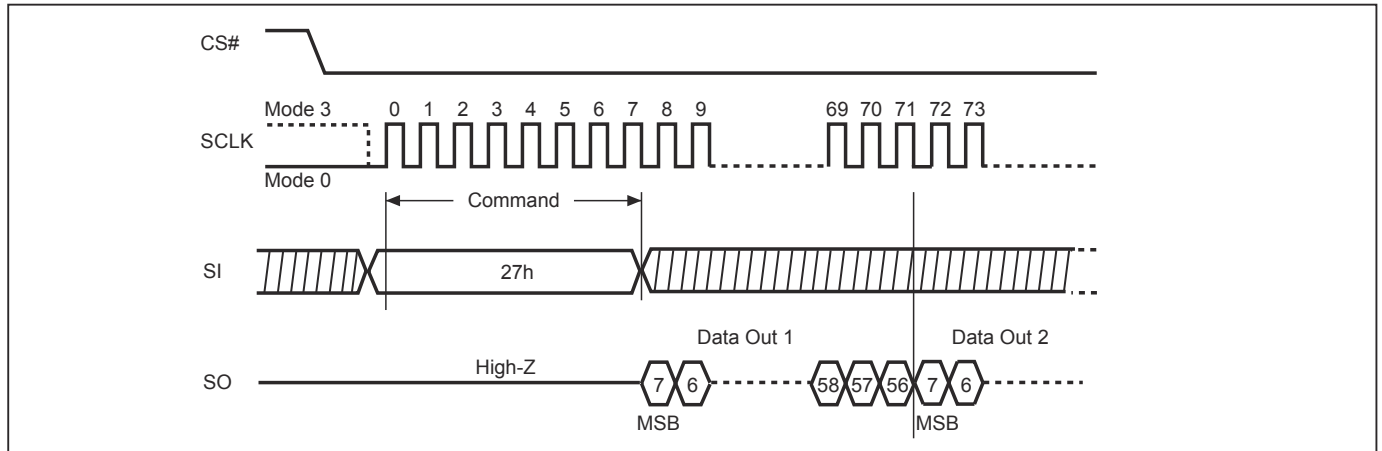 CS#
Mode 3
0 1 2 3 4 5 6 7 8 9 69 70 71 72 73
SCLK
Mode 0
Command
SI
27h
Data Out 1 Data Out 2
High-Z
SO
7 6 58 57 56 7 6
MSB MSB